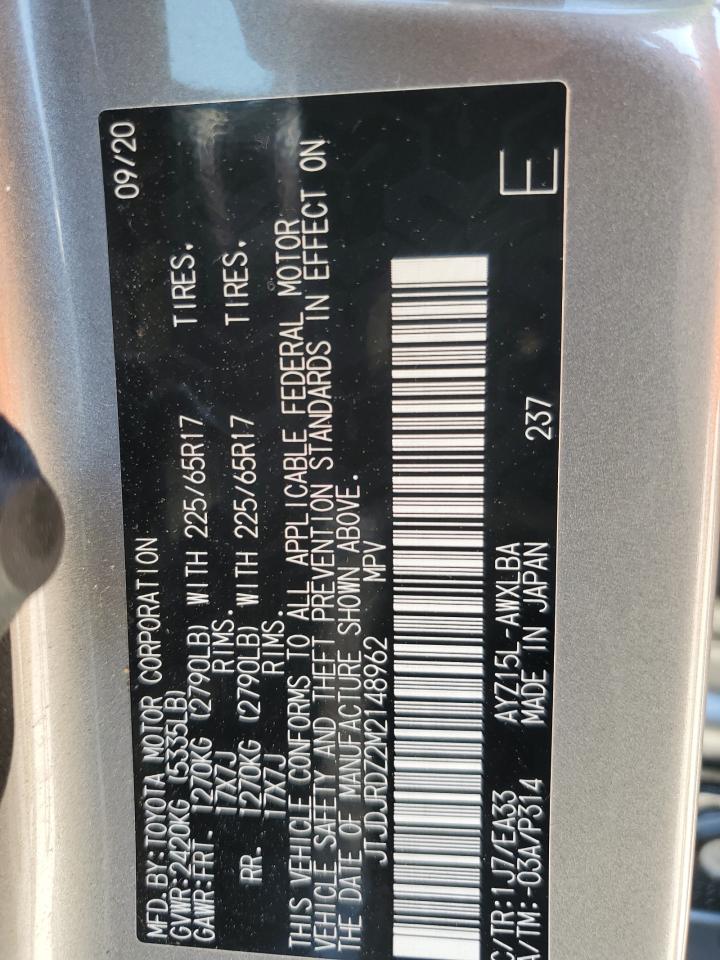 MFD. BY: TOYOTA MOTOR CORPORATION 09/20
GVWR: 2420KG (5335LB)
GAWR: FRT. 1270KG (2790LB) WITH 225/65R17 TIRES.
17X7J RIMS.
RR. 1270KG (2790LB) WITH 225/65R17 TIRES.
17X7J RIMS.
THIS VEHICLE CONFORMS TO ALL APPLICABLE FEDERAL MOTOR
VEHICLE SAFETY AND THEFT PREVENTION STANDARDS IN EFFECT ON
THE DATE OF MANUFACTURE SHOWN ABOVE.
JTJDJRDZ2M2148962 MPV
C/TR: 1J7/EA33 AYZ15L-AWXLBA
A/TM: -03A/P314 MADE IN JAPAN 237 E